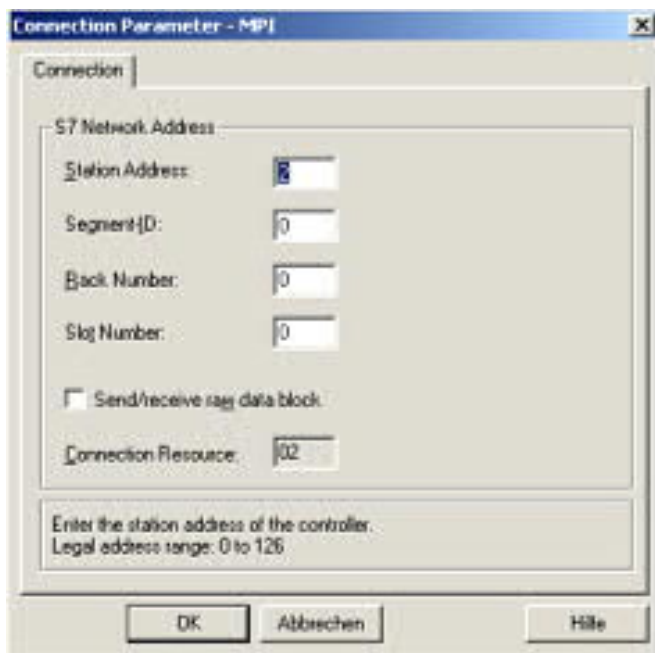 Connection Parameter - MPI
Connection
S7 Network Address
Station Address:
2
Segment-ID:
0
Rack Number:
0
Slot Number:
0
Send/receive raw data block
Connection Resource:
02
Enter the station address of the controller.
Legal address range: 0 to 126
OK
Abbrechen
Hilfe